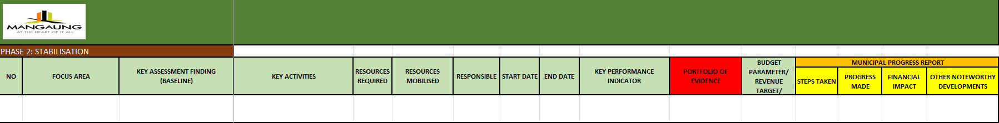 MANGAUNG
AT THE HEART OF IT ALL
PHASE 2: STABILISATION
NO
FOCUS AREA
KEY ASSESSMENT FINDING
(BASELINE)
KEY ACTIVITIES
RESOURCES
REQUIRED
RESOURCES
MOBILISED
RESPONSIBLE
START DATE
END DATE
KEY PERFORMANCE
INDICATOR
PORTFOLIO OF
EVIDENCE
BUDGET
PARAMETER/
REVENUE
TARGET/
MUNICIPAL PROGRESS REPORT
STEPS TAKEN
PROGRESS
MADE
FINANCIAL
IMPACT
OTHER NOTEWORTHY
DEVELOPMENTS